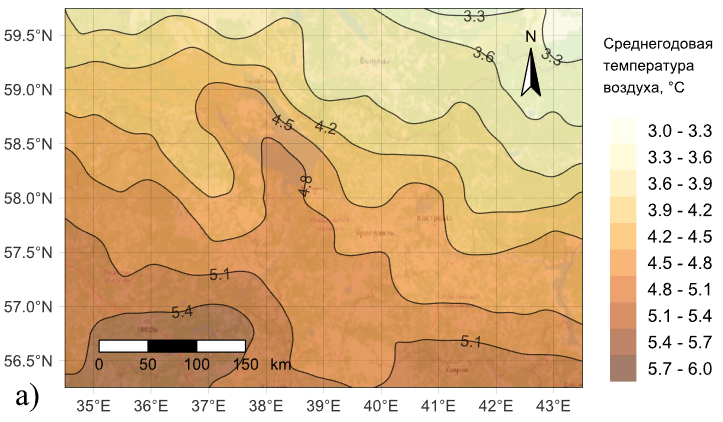 59.5°N
59.0°N
58.5°N
58.0°N
57.5°N
57.0°N
56.5°N
35°E 36°E 37°E 38°E 39°E 40°E 41°E 42°E 43°E
3.3
3.6
3.3
4.5
4.2
4.8
5.1
5.4
5.1
N
Ярославль
Кострома
Тверь
Ковров
0 50 100 150 km
а)
Среднегодовая
температура
воздуха, °C
3.0 - 3.3
3.3 - 3.6
3.6 - 3.9
3.9 - 4.2
4.2 - 4.5
4.5 - 4.8
4.8 - 5.1
5.1 - 5.4
5.4 - 5.7
5.7 - 6.0